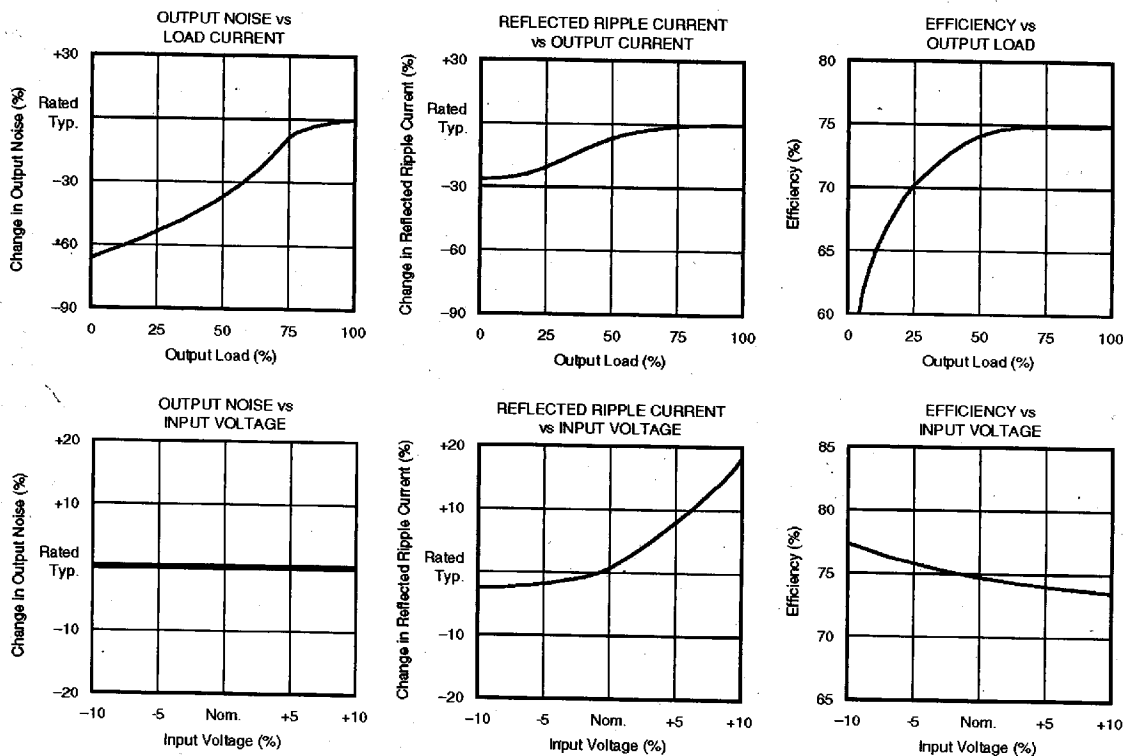 OUTPUT NOISE vs
LOAD CURRENT
+30
Rated
Typ.
−30
−60
−90
Change in Output Noise (%)
0 25 50 75 100
Output Load (%)
REFLECTED RIPPLE CURRENT
vs OUTPUT CURRENT
+30
Rated
Typ.
−30
−60
−90
Change in Reflected Ripple Current (%)
0 25 50 75 100
Output Load (%)
EFFICIENCY vs
OUTPUT LOAD
80
75
70
65
60
Efficiency (%)
0 25 50 75 100
Output Load (%)
OUTPUT NOISE vs
INPUT VOLTAGE
+20
+10
Rated
Typ.
−10
−20
Change in Output Noise (%)
−10 -5 Nom. +5 +10
Input Voltage (%)
REFLECTED RIPPLE CURRENT
vs INPUT VOLTAGE
+20
+10
Rated
Typ.
−10
−20
Change in Reflected Ripple Current (%)
−10 -5 Nom. +5 +10
Input Voltage (%)
EFFICIENCY vs
INPUT VOLTAGE
85
80
75
70
65
Efficiency (%)
−10 -5 Nom. +5 +10
Input Voltage (%)